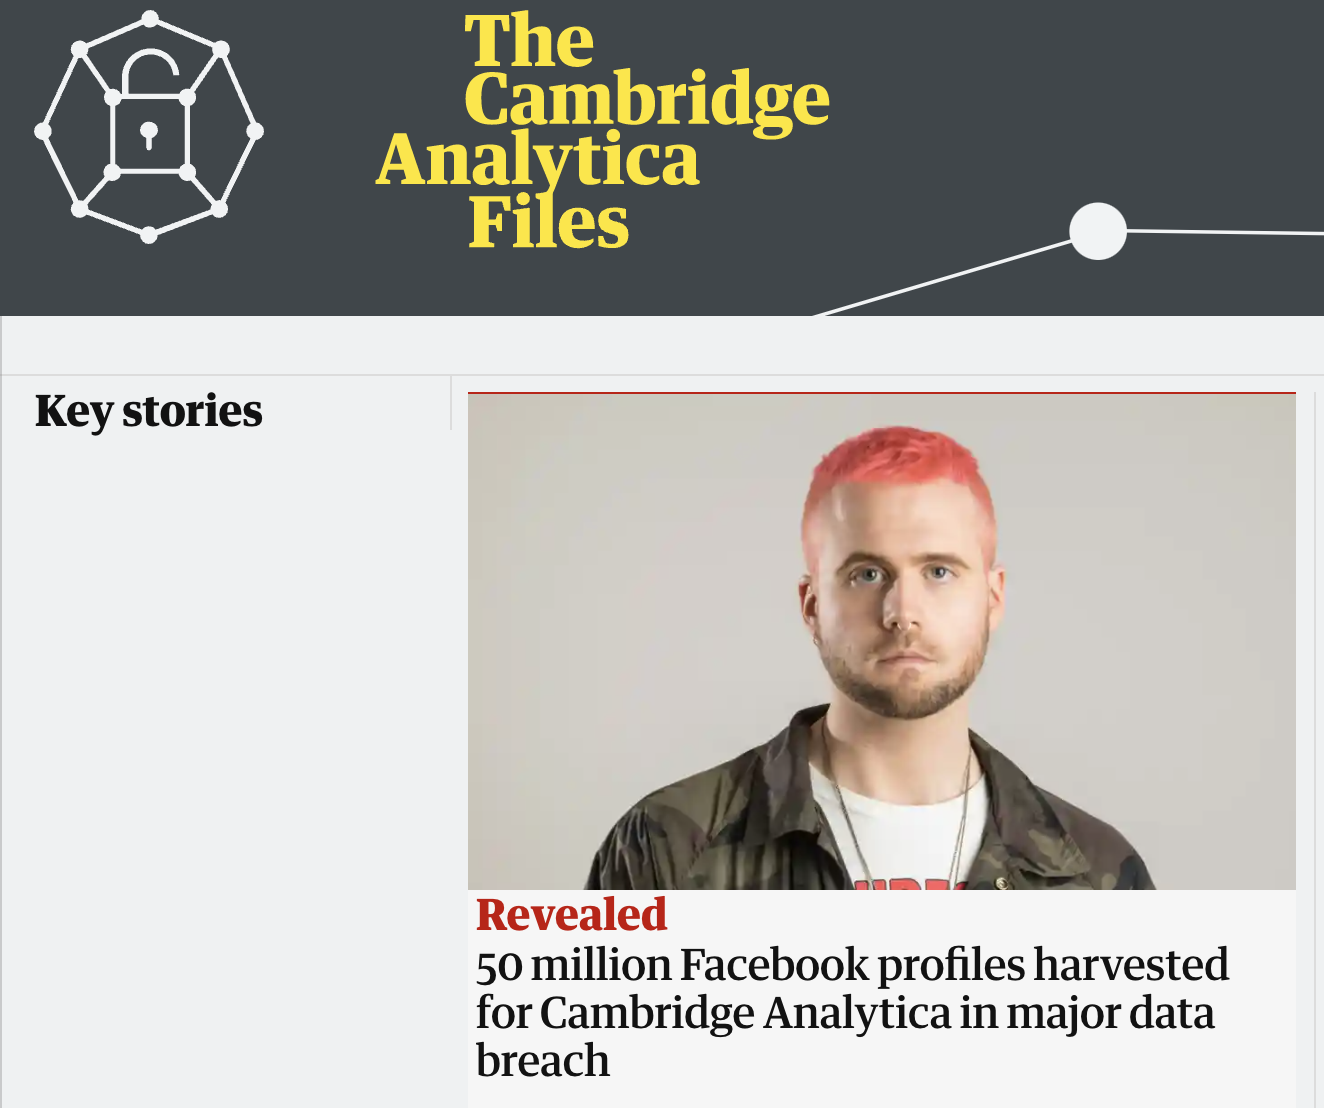 The
Cambridge
Analytica
Files
Key stories
Revealed
50 million Facebook profiles harvested
for Cambridge Analytica in major data
breach